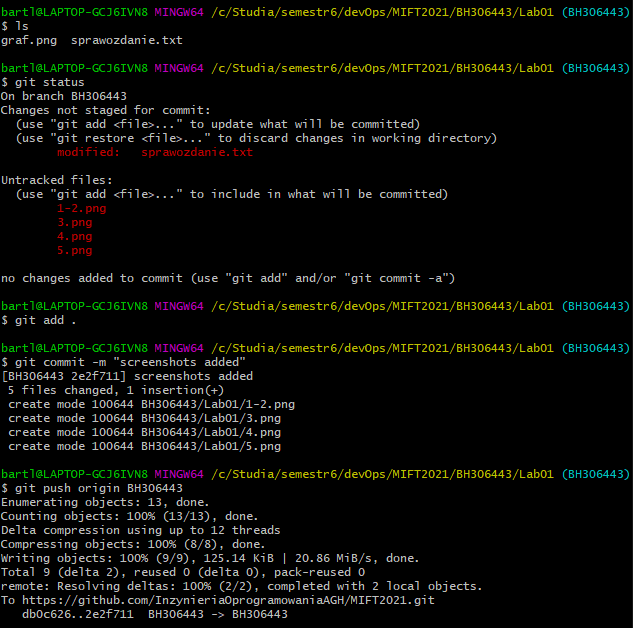 bartl@LAPTOP-GCJ6IVN8 MINGW64 /c/Studia/semestr6/devOps/MIFT2021/BH306443/Lab01 (BH306443)
$ ls
graf.png  sprawozdanie.txt

bartl@LAPTOP-GCJ6IVN8 MINGW64 /c/Studia/semestr6/devOps/MIFT2021/BH306443/Lab01 (BH306443)
$ git status
On branch BH306443
Changes not staged for commit:
  (use "git add <file>..." to update what will be committed)
  (use "git restore <file>..." to discard changes in working directory)
        modified:   sprawozdanie.txt

Untracked files:
  (use "git add <file>..." to include in what will be committed)
        1-2.png
        3.png
        4.png
        5.png

no changes added to commit (use "git add" and/or "git commit -a")

bartl@LAPTOP-GCJ6IVN8 MINGW64 /c/Studia/semestr6/devOps/MIFT2021/BH306443/Lab01 (BH306443)
$ git add .

bartl@LAPTOP-GCJ6IVN8 MINGW64 /c/Studia/semestr6/devOps/MIFT2021/BH306443/Lab01 (BH306443)
$ git commit -m "screenshots added"
[BH306443 2e2f711] screenshots added
 5 files changed, 1 insertion(+)
 create mode 100644 BH306443/Lab01/1-2.png
 create mode 100644 BH306443/Lab01/3.png
 create mode 100644 BH306443/Lab01/4.png
 create mode 100644 BH306443/Lab01/5.png

bartl@LAPTOP-GCJ6IVN8 MINGW64 /c/Studia/semestr6/devOps/MIFT2021/BH306443/Lab01 (BH306443)
$ git push origin BH306443
Enumerating objects: 13, done.
Counting objects: 100% (13/13), done.
Delta compression using up to 12 threads
Compressing objects: 100% (8/8), done.
Writing objects: 100% (9/9), 125.14 KiB | 20.86 MiB/s, done.
Total 9 (delta 2), reused 0 (delta 0), pack-reused 0
remote: Resolving deltas: 100% (2/2), completed with 2 local objects.
To https://github.com/InzynieriaOprogramowaniaAGH/MIFT2021.git
   db0c626..2e2f711  BH306443 -> BH306443